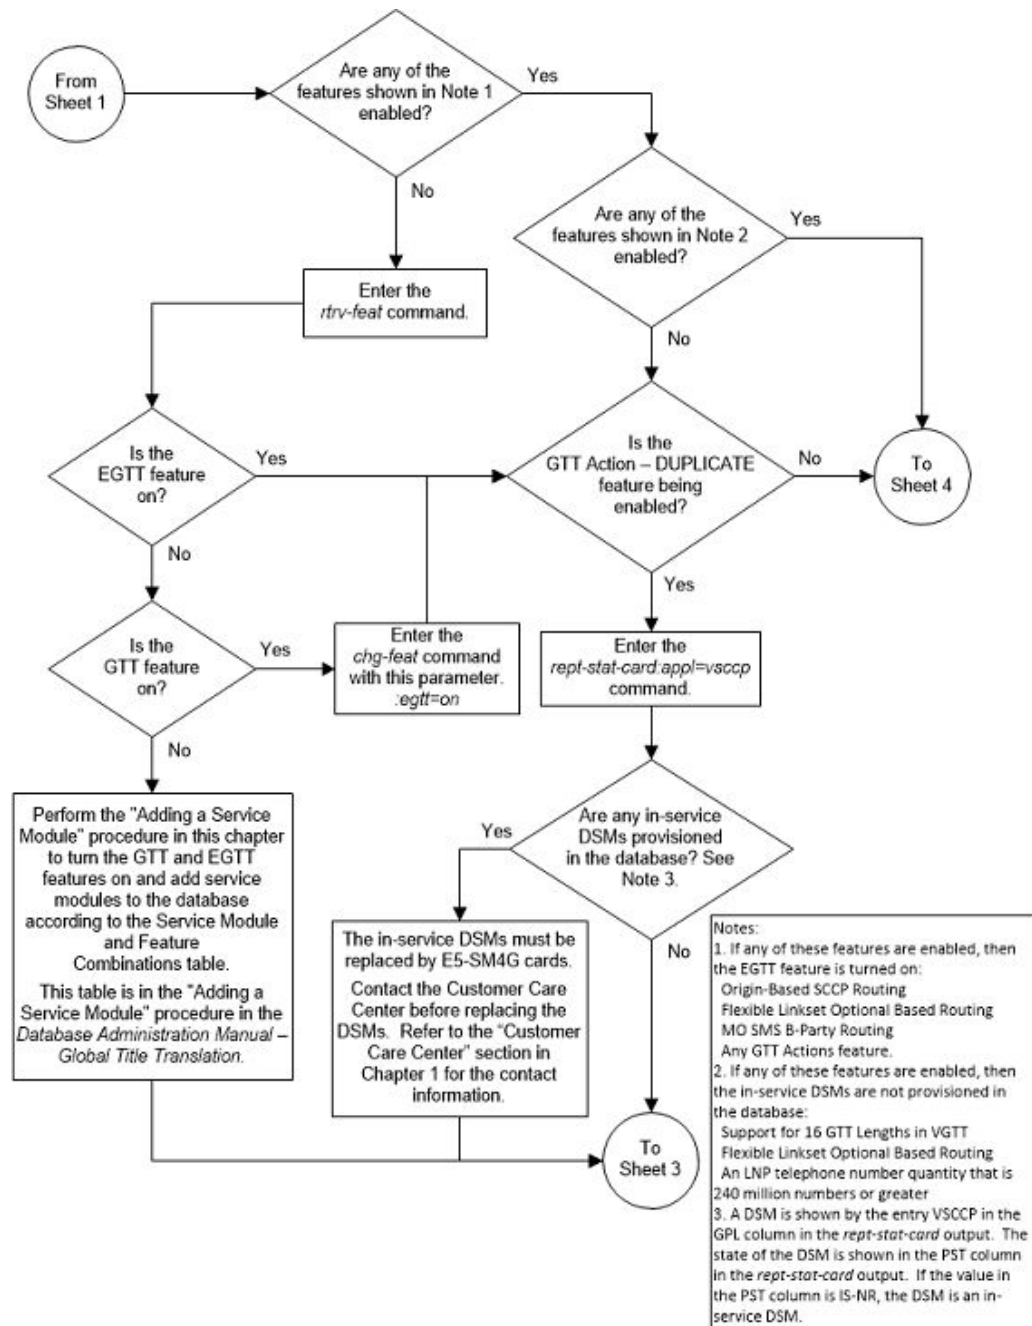 From
Sheet 1
Are any of the
features shown in Note 1
enabled?
Yes
No
Are any of the
features shown in Note 2
enabled?
Yes
No
Enter the
rtrv-feat command.
Is the
EGTT feature
on?
Yes
No
Is the
GTT Action – DUPLICATE
feature being
enabled?
No
Yes
To
Sheet 4
Is the
GTT feature
on?
Yes
No
Enter the
chg-feat command
with this parameter.
:egtt=on
Enter the
rept-stat-card:appl=vsccp
command.
Are any in-service
DSMs provisioned
in the database? See
Note 3.
Yes
No
Perform the "Adding a Service
Module" procedure in this chapter
to turn the GTT and EGTT
features on and add service
modules to the database
according to the Service Module
and Feature
Combinations table.
This table is in the "Adding a
Service Module" procedure in the
Database Administration Manual –
Global Title Translation.
The in-service DSMs must be
replaced by E5-SM4G cards.
Contact the Customer Care
Center before replacing the
DSMs. Refer to the “Customer
Care Center” section in
Chapter 1 for the contact
information.
To
Sheet 3
Notes:
1. If any of these features are enabled, then
the EGTT feature is turned on:
Origin-Based SCCP Routing
Flexible Linkset Optional Based Routing
MO SMS B-Party Routing
Any GTT Actions feature.
2. If any of these features are enabled, then
the in-service DSMs are not provisioned in
the database:
Support for 16 GTT Lengths in VGTT
Flexible Linkset Optional Based Routing
An LNP telephone number quantity that is
240 million numbers or greater
3. A DSM is shown by the entry VSCCP in the
GPL column in the rept-stat-card output. The
state of the DSM is shown in the PST column
in the rept-stat-card output. If the value in
the PST column is IS-NR, the DSM is an in-
service DSM.